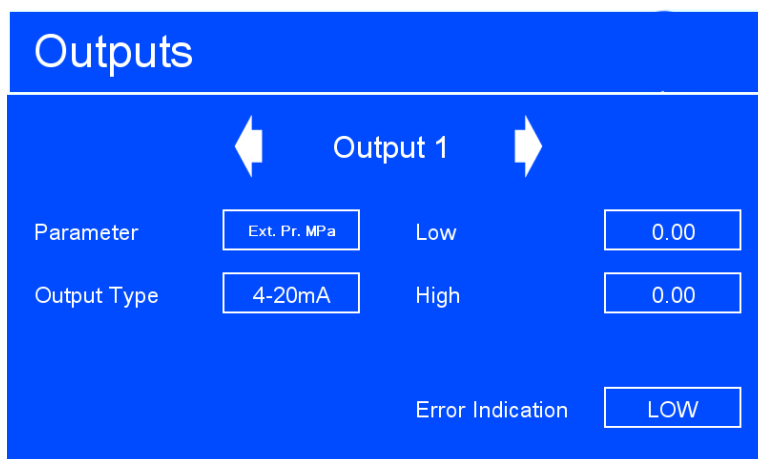 Outputs
Output 1
Parameter Ext. Pr. MPa Low 0.00
Output Type 4-20mA High 0.00
Error Indication LOW